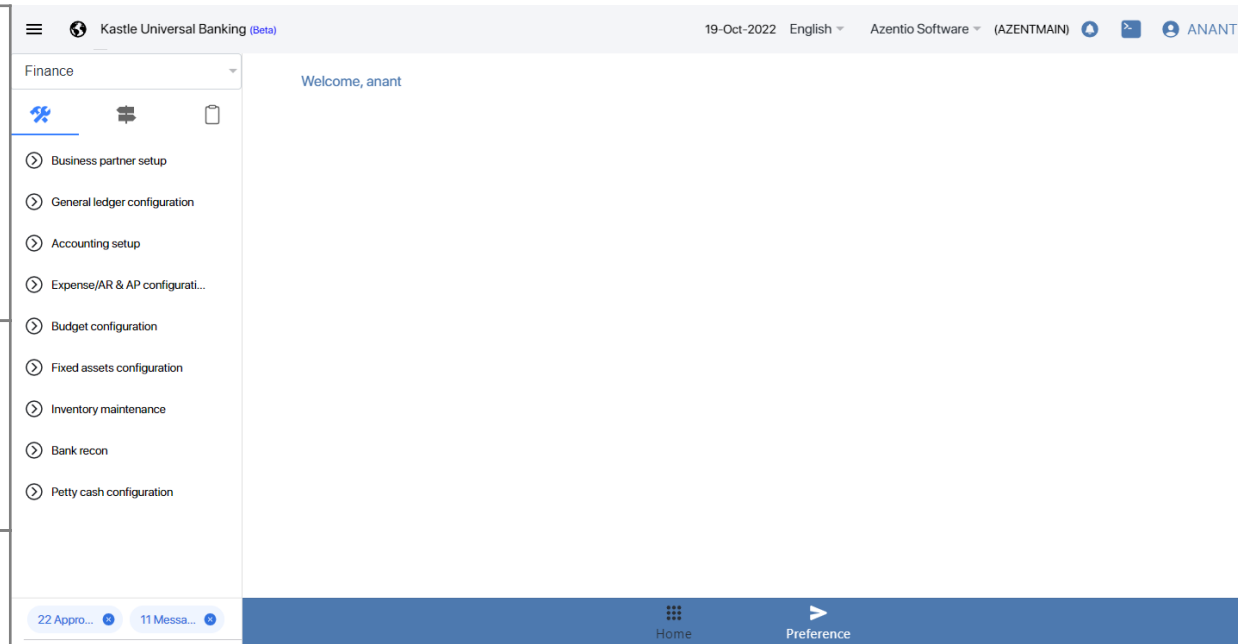 Kastle Universal Banking (Beta) 19-Oct-2022 English Azentio Software (AZENTMAIN) ANANT
Finance
Welcome, anant
Business partner setup
General ledger configuration
Accounting setup
Expense/AR & AP configurati...
Budget configuration
Fixed assets configuration
Inventory maintenance
Bank recon
Petty cash configuration
22 Appro... 11 Messa...
Home Preference